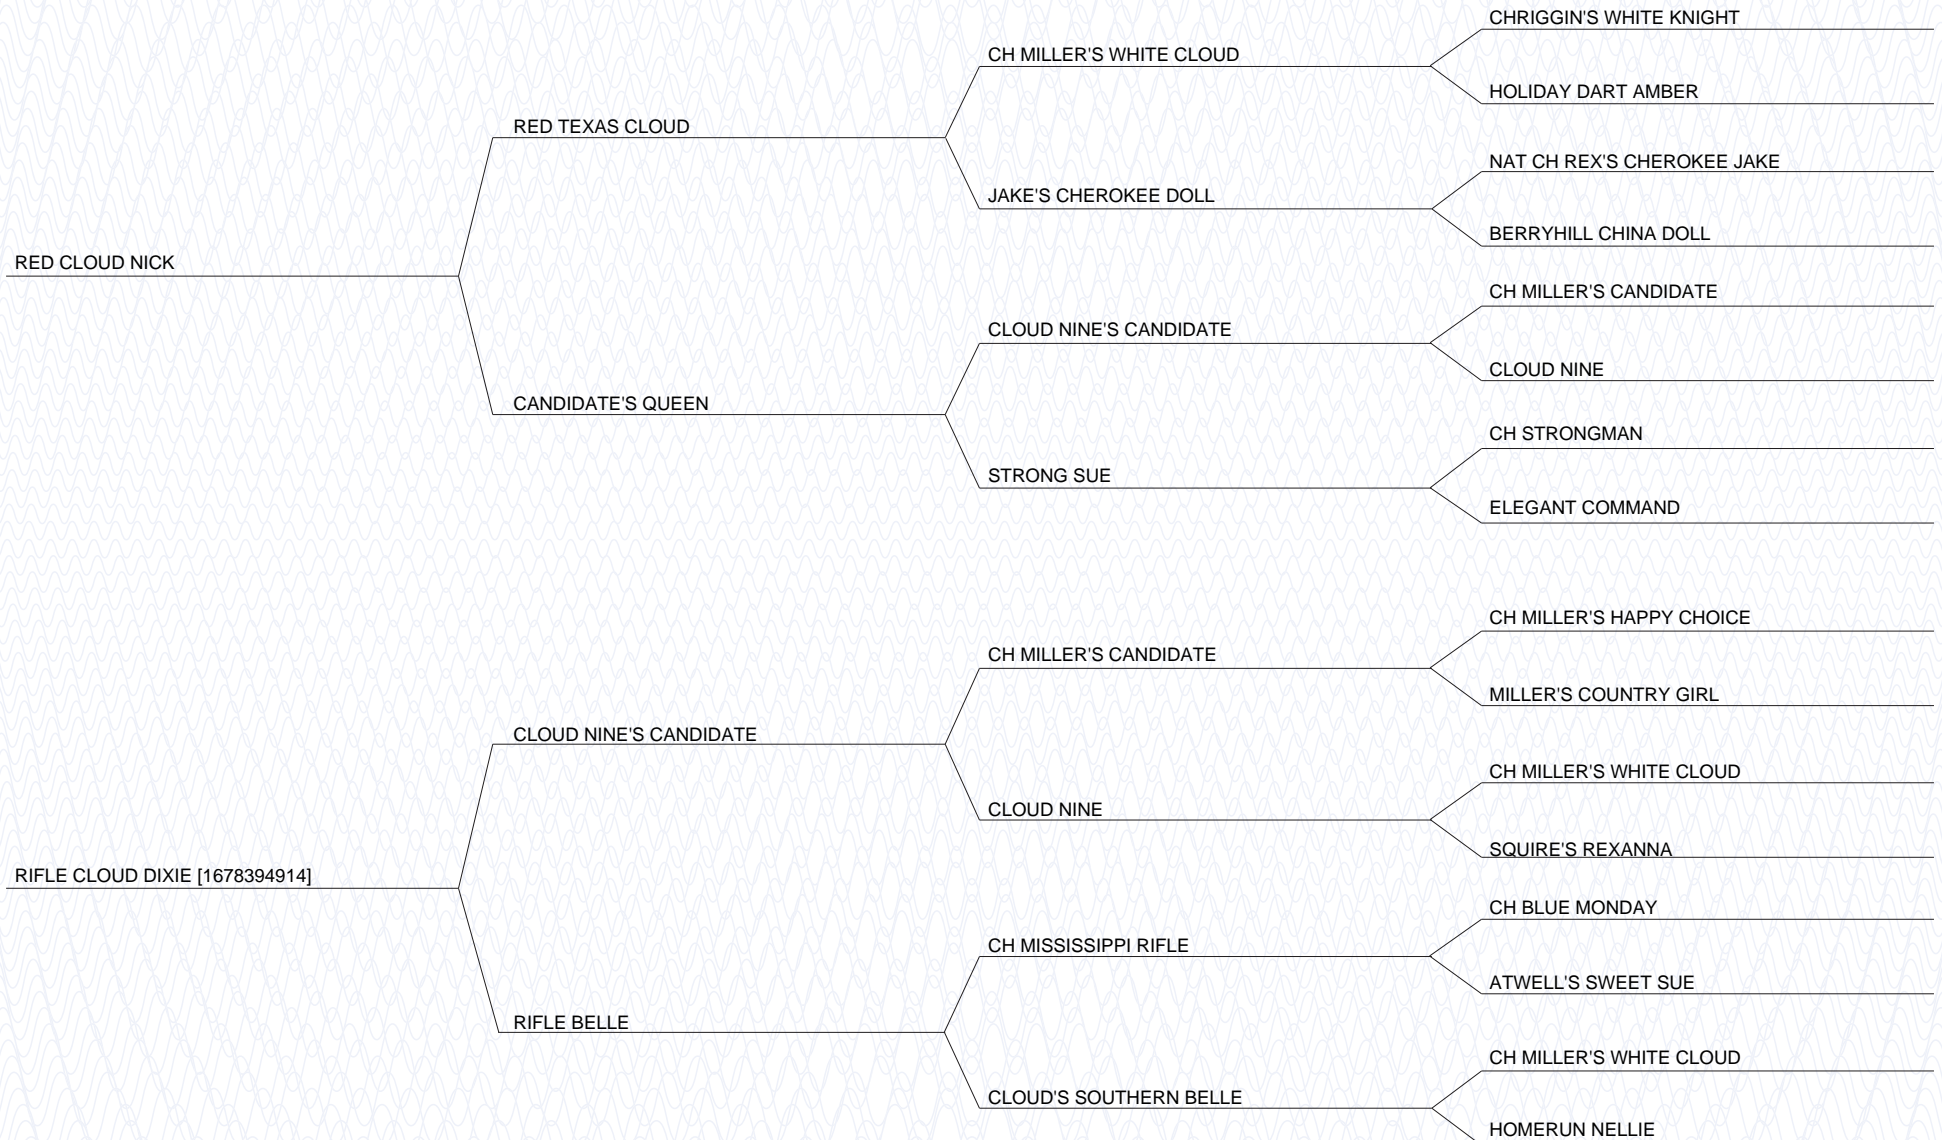 CHRIGGIN'S WHITE KNIGHT
CH MILLER'S WHITE CLOUD
HOLIDAY DART AMBER
RED TEXAS CLOUD
NAT CH REX'S CHEROKEE JAKE
JAKE'S CHEROKEE DOLL
BERRYHILL CHINA DOLL
RED CLOUD NICK
CH MILLER'S CANDIDATE
CLOUD NINE'S CANDIDATE
CLOUD NINE
CANDIDATE'S QUEEN
CH STRONGMAN
STRONG SUE
ELEGANT COMMAND
CH MILLER'S HAPPY CHOICE
CH MILLER'S CANDIDATE
MILLER'S COUNTRY GIRL
CLOUD NINE'S CANDIDATE
CH MILLER'S WHITE CLOUD
CLOUD NINE
SQUIRE'S REXANNA
RIFLE CLOUD DIXIE [1678394914]
CH BLUE MONDAY
CH MISSISSIPPI RIFLE
ATWELL'S SWEET SUE
RIFLE BELLE
CH MILLER'S WHITE CLOUD
CLOUD'S SOUTHERN BELLE
HOMERUN NELLIE